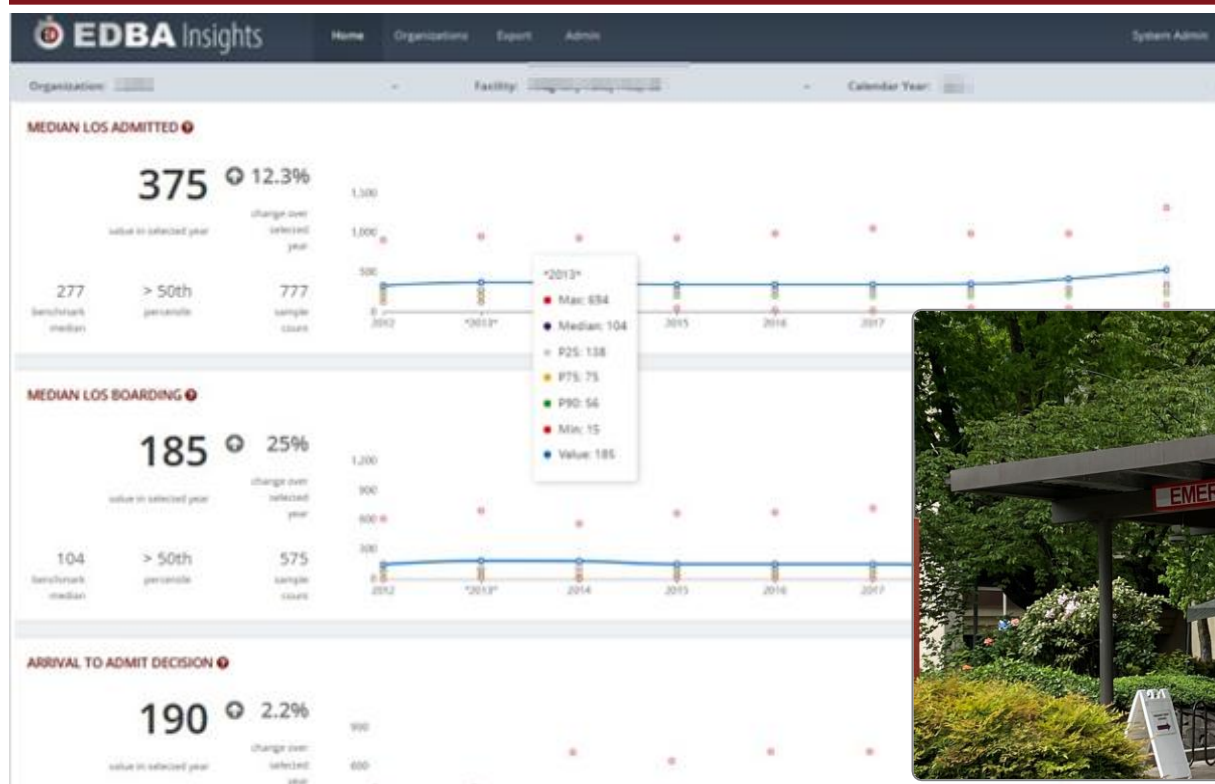 EDBA Insights
Home Organizations Export Admin System Admin
Organization: Facility: Calendar Year:
MEDIAN LOS ADMITTED
375 12.3%
value in selected year
change over
selected
year
277 > 50th 777
benchmark
median
percentile
sample
count
1,500
1,000
500
0
2012 *2013* 2015 2016 2017
*2013*
Max: 694
Median: 104
P25: 138
P75: 75
P90: 56
Min: 15
Value: 185
MEDIAN LOS BOARDING
185 25%
value in selected year
change over
selected
year
104 > 50th 575
benchmark
median
percentile
sample
count
1,200
900
600
300
0
2012 *2013* 2014 2015 2016 2017
EMER
ARRIVAL TO ADMIT DECISION
190 2.2%
value in selected year
change over
selected
year
900
600